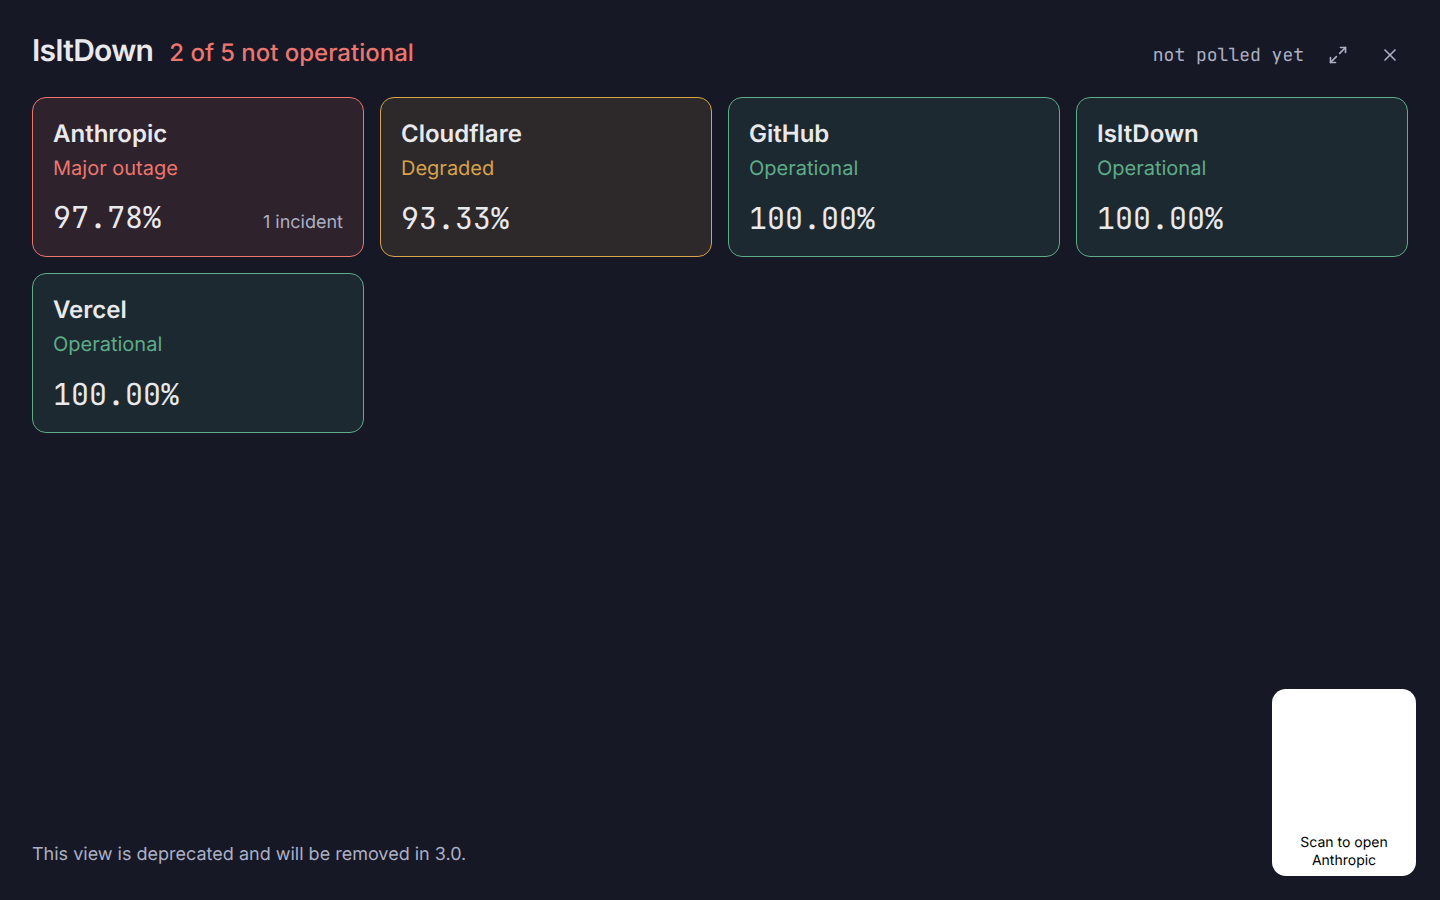 IsItDown 2 of 5 not operational
not polled yet
Anthropic
Major outage
97.78%
1 incident
Cloudflare
Degraded
93.33%
GitHub
Operational
100.00%
IsItDown
Operational
100.00%
Vercel
Operational
100.00%
This view is deprecated and will be removed in 3.0.
Scan to open
Anthropic